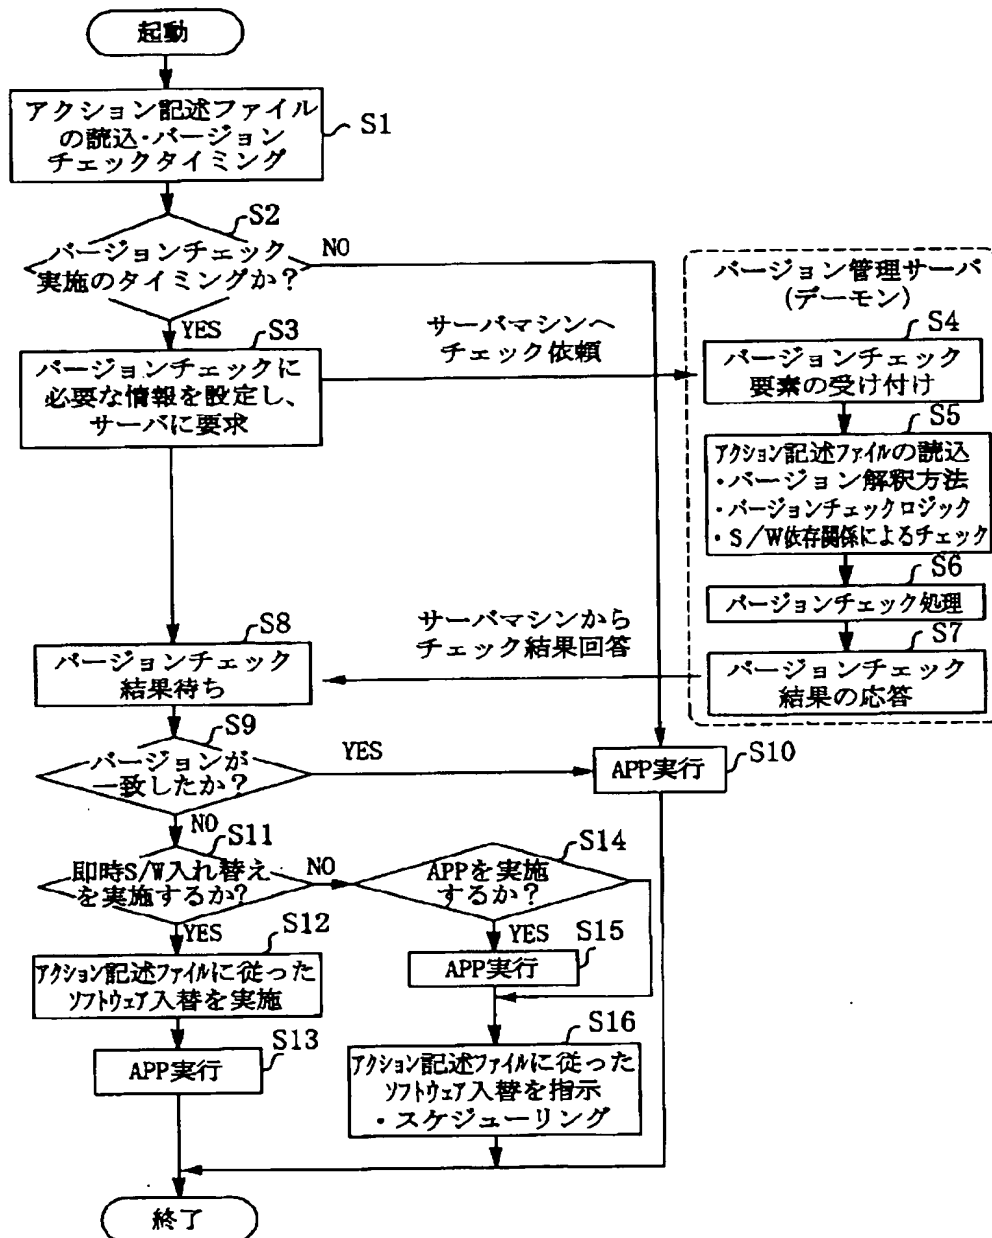 起動
アクション記述ファイル
の読込・バージョン
チェックタイミング
S1
S2
バージョンチェック
実施のタイミングか?
NO
YES
S3
バージョンチェックに
必要な情報を設定し、
サーバに要求
サーバマシンへ
チェック依頼
バージョン管理サーバ
(デーモン)
S4
バージョンチェック
要素の受け付け
S5
アクション記述ファイルの読込
・バージョン解釈方法
・バージョンチェックロジック
・S/W依存関係によるチェック
S6
バージョンチェック処理
S7
バージョンチェック
結果の応答
サーバマシンから
チェック結果回答
S8
バージョンチェック
結果待ち
S9
バージョンが
一致したか?
YES
S10
APP実行
NO
S11
即時S/W入れ替え
を実施するか?
NO
S14
APPを実施
するか?
YES
S12
アクション記述ファイルに従った
ソフトウェア入替を実施
YES
S15
APP実行
S13
APP実行
S16
アクション記述ファイルに従った
ソフトウェア入替を指示
・スケジューリング
終了